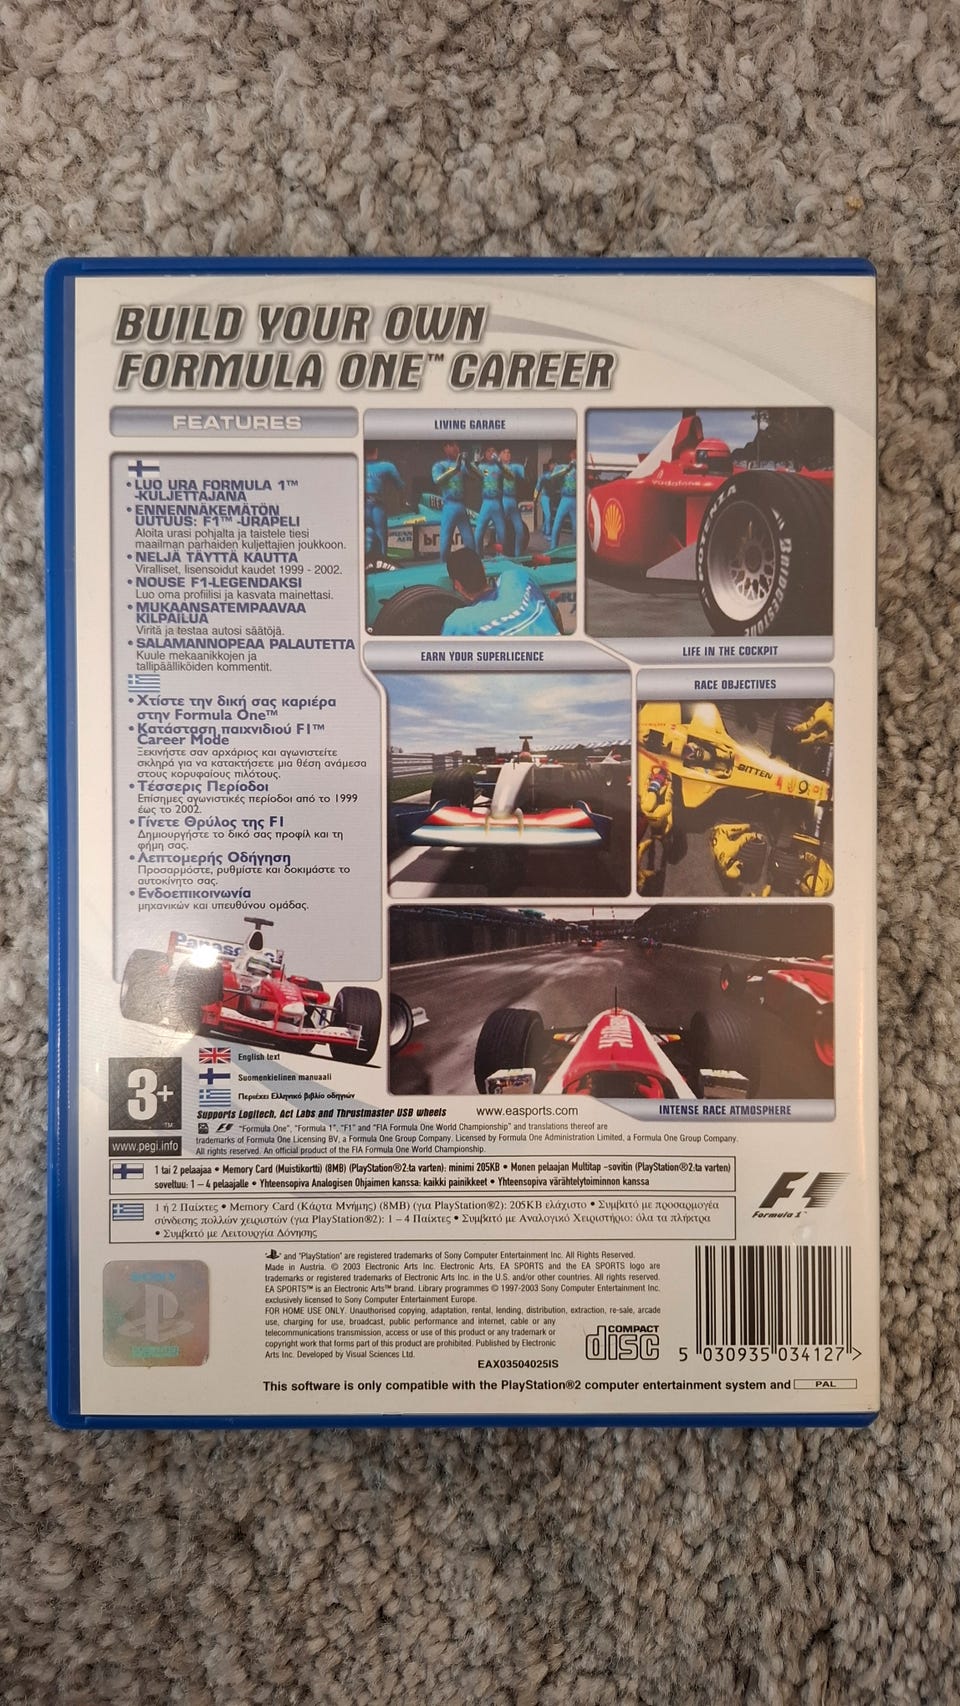 BUILD YOUR OWN
FORMULA ONE™ CAREER
FEATURES
• LUO URA FORMULA 1™
-KULJETTAJANA
• ENNENNÄKEMÄTÖN
UUTUUS: F1™ -URAPELI
Aloita urasi pohjalta ja taistele tiesi
maailman parhaiden kuljettajien joukkoon.
• NELJÄ TÄYTTÄ KAUTTA
Viralliset, lisensoidut kaudet 1999 - 2002.
• NOUSE F1-LEGENDAKSI
Luo oma profiilisi ja kasvata mainettasi.
• MUKAANSATEMPAAVAA
KILPAILUA
Viritä ja testaa autosi säätöjä.
• SALAMANNOPEAA PALAUTETTA
Kuule mekaanikkojen ja
tallipäälliköiden kommentit.
• Χτίστε την δική σας καριέρα
στην Formula One™
• Κατάσταση παιχνιδιού F1™
Career Mode
Ξεκινήστε σαν αρχάριος και αγωνιστείτε
σκληρά για να κατακτήσετε μια θέση ανάμεσα
στους κορυφαίους πιλότους.
• Τέσσερις Περίοδοι
Επίσημες αγωνιστικές περίοδοι από το 1999
έως το 2002.
• Γίνετε Θρύλος της F1
Δημιουργήστε το δικό σας προφίλ και τη
φήμη σας.
• Λεπτομερής Οδήγηση
Προσαρμόστε, ρυθμίστε και δοκιμάστε το
αυτοκίνητο σας.
• Ενδοεπικοινωνία
μηχανικών και υπευθύνου ομάδας.
LIVING GARAGE
BENETTON
vodafone
POTENZA
BRIDGESTONE
LIFE IN THE COCKPIT
EARN YOUR SUPERLICENCE
RACE OBJECTIVES
BITTEN
9
Panasonic
INTENSE RACE ATMOSPHERE
3+
™
www.pegi.info
English text
Suomenkielinen manuaali
Περιέχει Ελληνικό βιβλίο οδηγιών
Supports Logitech, Act Labs and Thrustmaster USB wheels
www.easports.com
F1 "Formula One", "Formula 1", "F1" and "FIA Formula One World Championship" and translations thereof are
trademarks of Formula One Licensing BV, a Formula One Group Company. Licensed by Formula One Administration Limited, a Formula One Group Company.
All rights reserved. An official product of the FIA Formula One World Championship.
1 tai 2 pelaajaa • Memory Card (Muistikortti) (8MB) (PlayStation®2:ta varten): minimi 205KB • Monen pelaajan Multitap –sovitin (PlayStation®2:ta varten)
soveltuu: 1 – 4 pelaajalle • Yhteensopiva Analogisen Ohjaimen kanssa: kaikki painikkeet • Yhteensopiva värähtelytoiminnon kanssa
1 ή 2 Παίκτες • Memory Card (Κάρτα Μνήμης) (8MB) (για PlayStation®2): 205KB ελάχιστο • Συμβατό με προσαρμογέα
σύνδεσης πολλών χειριστών (για PlayStation®2): 1 – 4 Παίκτες • Συμβατό με Αναλογικό Χειριστήριο: όλα τα πλήκτρα
• Συμβατό με Λειτουργία Δόνησης
F1
Formula 1™
SONY
COMPUTER
and "PlayStation" are registered trademarks of Sony Computer Entertainment Inc. All Rights Reserved.
Made in Austria. © 2003 Electronic Arts Inc. Electronic Arts, EA SPORTS and the EA SPORTS logo are
trademarks or registered trademarks of Electronic Arts Inc. in the U.S. and/or other countries. All rights reserved.
EA SPORTS™ is an Electronic Arts™ brand. Library programmes © 1997-2003 Sony Computer Entertainment Inc.
exclusively licensed to Sony Computer Entertainment Europe.
FOR HOME USE ONLY. Unauthorised copying, adaptation, rental, lending, distribution, extraction, re-sale, arcade
use, charging for use, broadcast, public performance and internet, cable or any
telecommunications transmission, access or use of this product or any trademark or
copyright work that forms part of this product are prohibited. Published by Electronic
Arts Inc. Developed by Visual Sciences Ltd.
EAX03504025IS
COMPACT
disc
5 030935 034127 >
This software is only compatible with the PlayStation®2 computer entertainment system and PAL